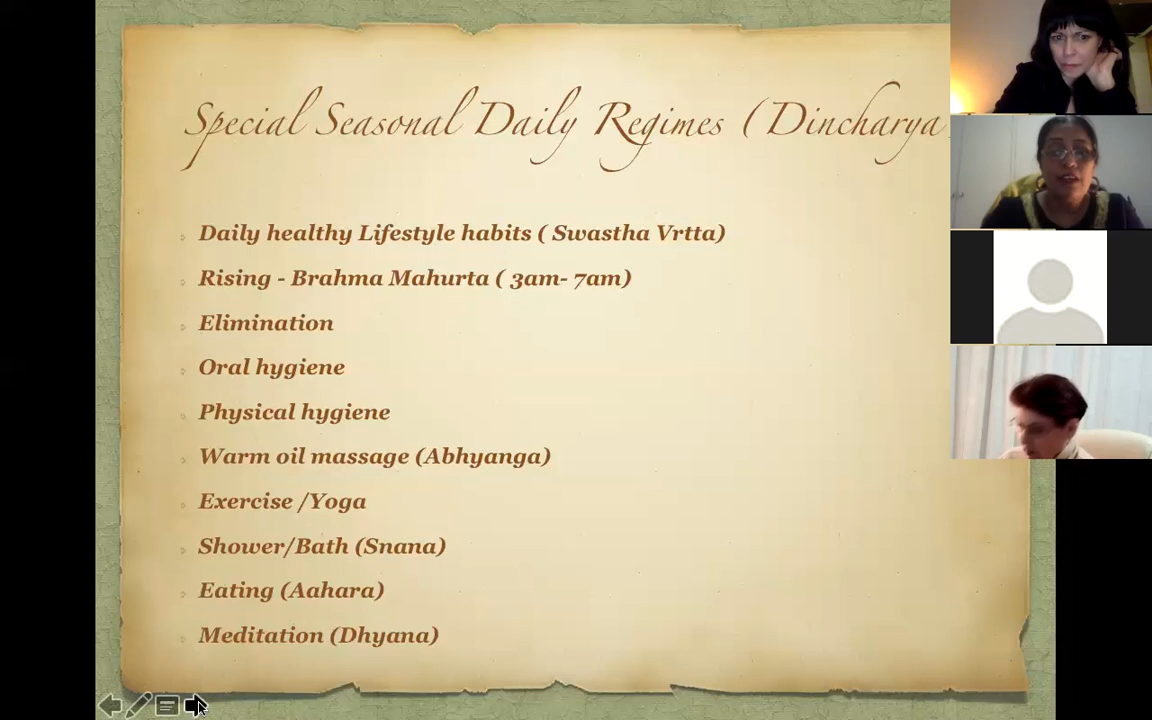 Special Seasonal Daily Regimes (Dincharya
Daily healthy Lifestyle habits ( Swastha Vrtta)
Rising - Brahma Mahurta ( 3am- 7am)
Elimination
Oral hygiene
Physical hygiene
Warm oil massage (Abhyanga)
Exercise /Yoga
Shower/Bath (Snana)
Eating (Aahara)
Meditation (Dhyana)